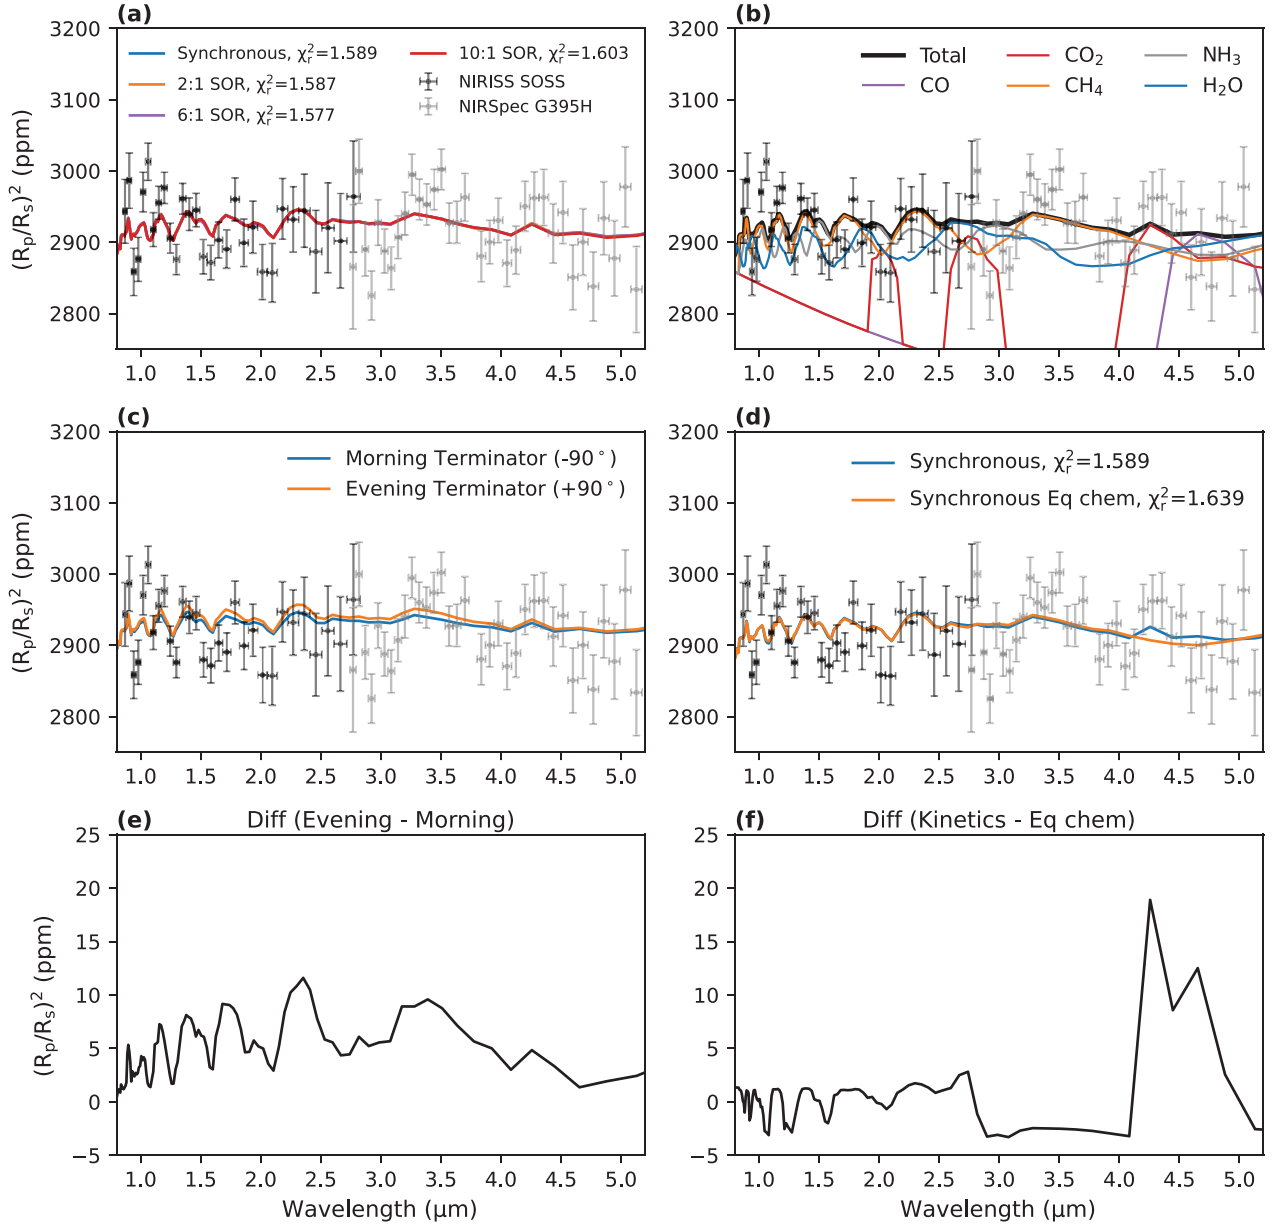 (a)
3200
3100
3000
2900
2800
(R_p/R_s)^2 (ppm)
Synchronous, χ_r^2=1.589
2:1 SOR, χ_r^2=1.587
6:1 SOR, χ_r^2=1.577
10:1 SOR, χ_r^2=1.603
NIRISS SOSS
NIRSpec G395H
1.0 1.5 2.0 2.5 3.0 3.5 4.0 4.5 5.0
(b)
3200
3100
3000
2900
2800
Total
CO
CO_2
CH_4
NH_3
H_2O
1.0 1.5 2.0 2.5 3.0 3.5 4.0 4.5 5.0
(c)
3200
3100
3000
2900
2800
(R_p/R_s)^2 (ppm)
Morning Terminator (-90°)
Evening Terminator (+90°)
1.0 1.5 2.0 2.5 3.0 3.5 4.0 4.5 5.0
(d)
3200
3100
3000
2900
2800
Synchronous, χ_r^2=1.589
Synchronous Eq chem, χ_r^2=1.639
1.0 1.5 2.0 2.5 3.0 3.5 4.0 4.5 5.0
(e) Diff (Evening - Morning)
25
20
15
10
5
0
−5
(R_p/R_s)^2 (ppm)
1.0 1.5 2.0 2.5 3.0 3.5 4.0 4.5 5.0
Wavelength (μm)
(f) Diff (Kinetics - Eq chem)
25
20
15
10
5
0
−5
1.0 1.5 2.0 2.5 3.0 3.5 4.0 4.5 5.0
Wavelength (μm)